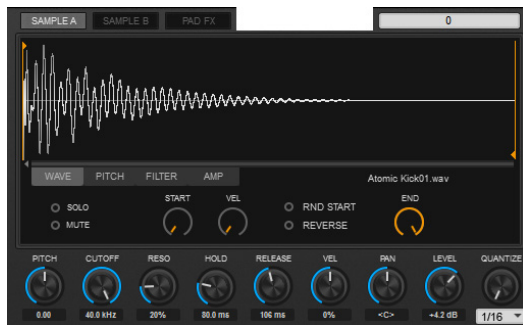 SAMPLE A SAMPLE B PAD FX 0
WAVE PITCH FILTER AMP Atomic Kick01.wav
START VEL END
SOLO RND START
MUTE REVERSE
PITCH CUTOFF RESO HOLD RELEASE VEL PAN LEVEL QUANTIZE
0.00 40.0 kHz 20% 80.0 ms 106 ms 0% <C> +4.2 dB 1/16